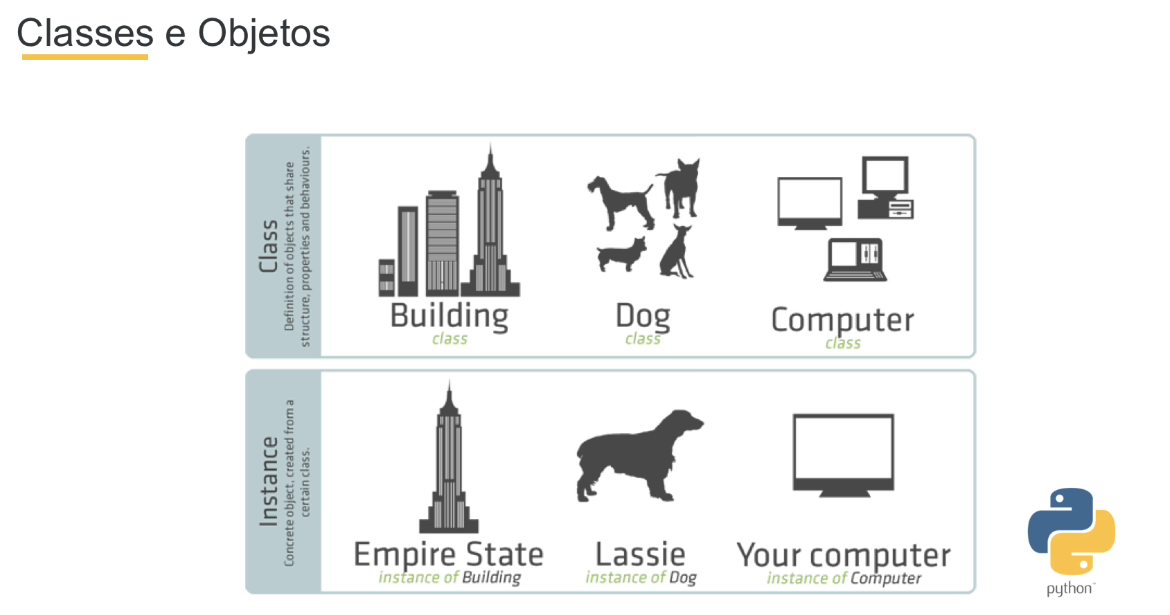 Classes e Objetos
Class
Definition of objects that share
structure, properties and behaviours.
Building
class
Dog
class
Computer
class
Instance
Concrete object, created from a
certain class.
Empire State
instance of Building
Lassie
instance of Dog
Your computer
instance of Computer
python™